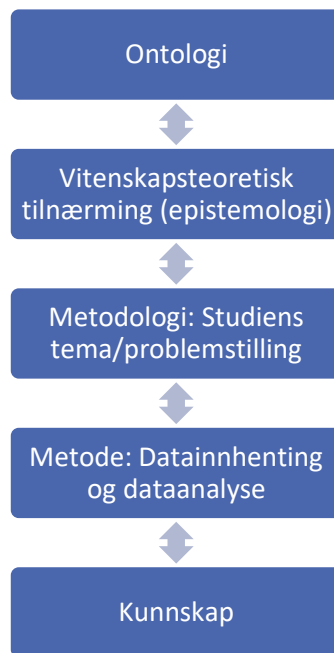 Ontologi
Vitenskapsteoretisk
tilnærming (epistemologi)
Metodologi: Studiens
tema/problemstilling
Metode: Datainnhenting
og dataanalyse
Kunnskap